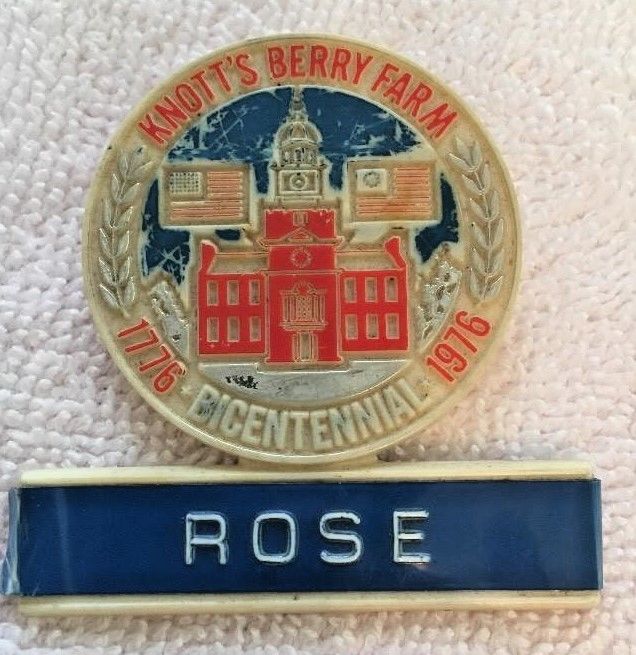 KNOTT'S BERRY FARM
1776 1976
BICENTENNIAL
ROSE